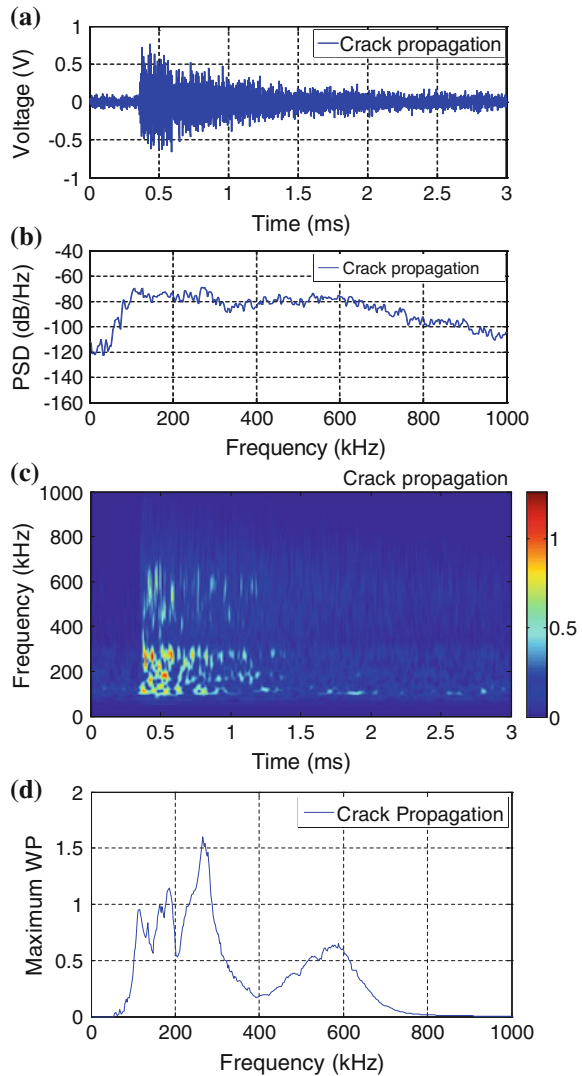 (a)
Crack propagation
Voltage (V)
1
0.5
0
-0.5
-1
0 0.5 1 1.5 2 2.5 3
Time (ms)
(b)
Crack propagation
PSD (dB/Hz)
-40
-60
-80
-100
-120
-140
-160
0 200 400 600 800 1000
Frequency (kHz)
(c)
Crack propagation
Frequency (kHz)
1000
800
600
400
200
0
0 0.5 1 1.5 2 2.5 3
Time (ms)
1
0.5
0
(d)
Crack Propagation
Maximum WP
2
1.5
1
0.5
0
0 200 400 600 800 1000
Frequency (kHz)